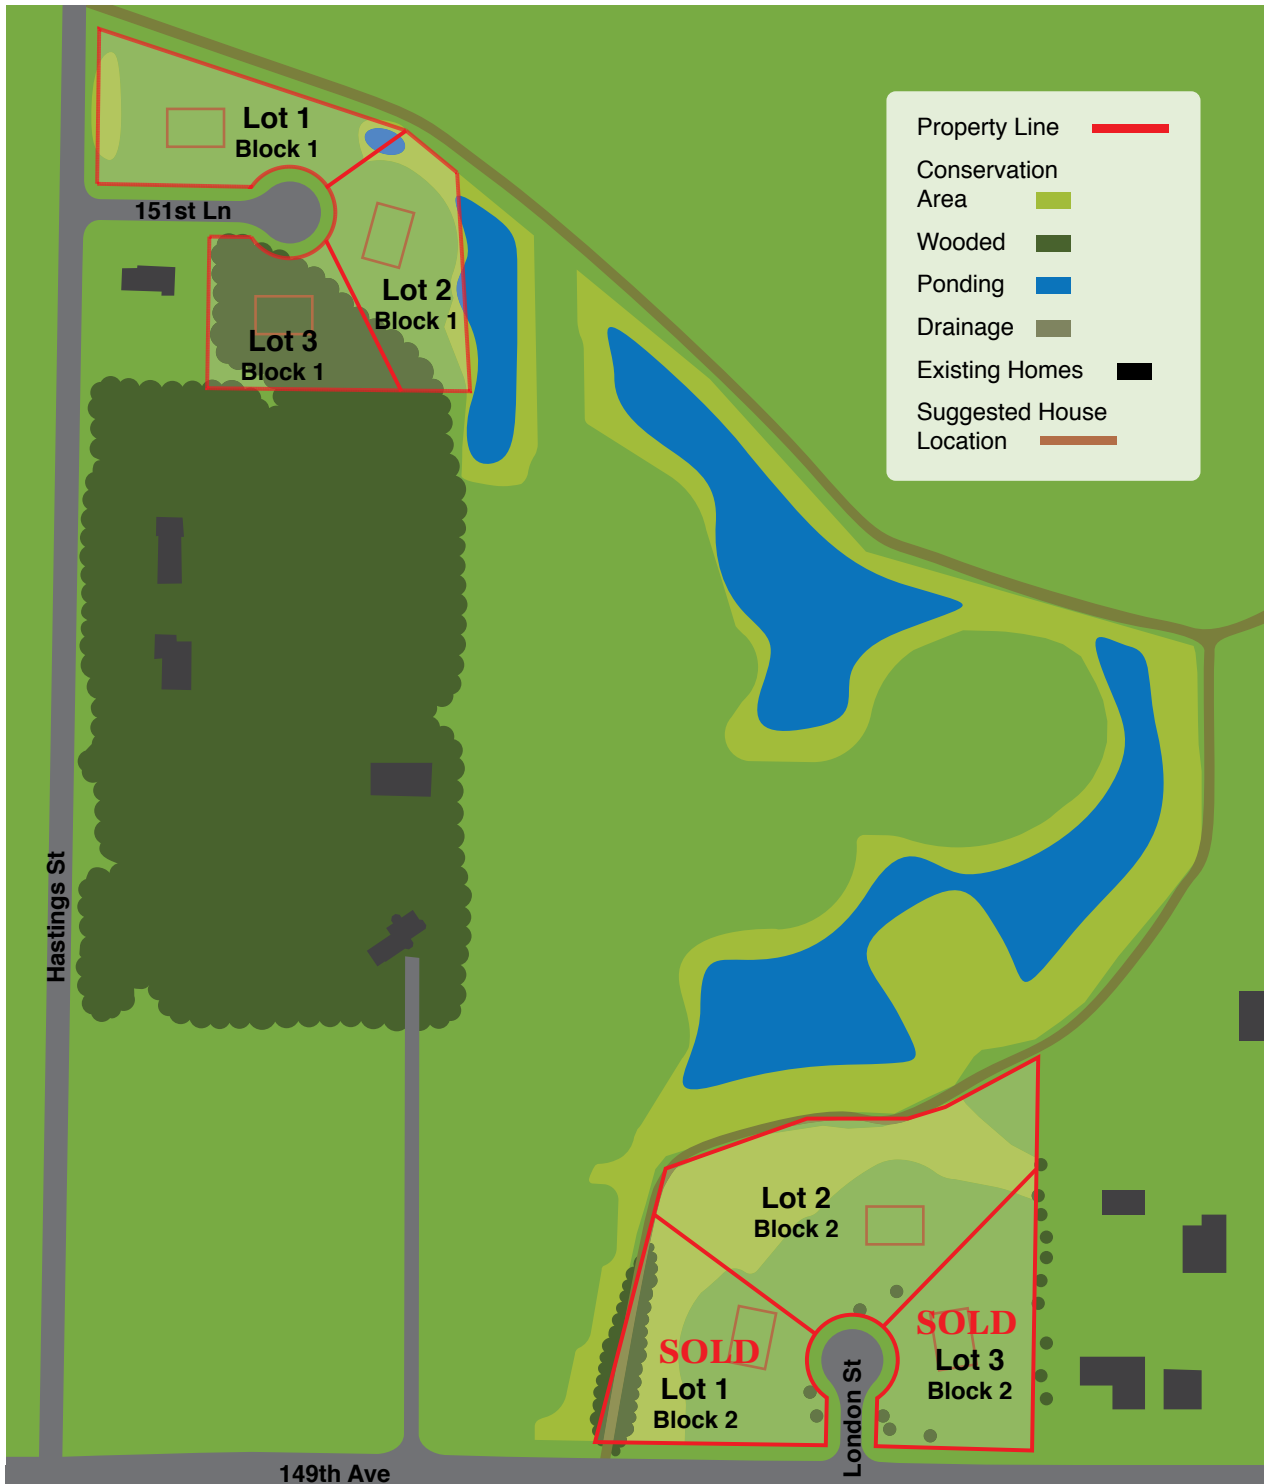 Lot 1
Block 1
151st Ln
Lot 2
Block 1
Lot 3
Block 1
Property Line
Conservation
Area
Wooded
Ponding
Drainage
Existing Homes
Suggested House
Location
Hastings St
Lot 2
Block 2
SOLD
Lot 1
Block 2
SOLD
Lot 3
Block 2
London St
149th Ave